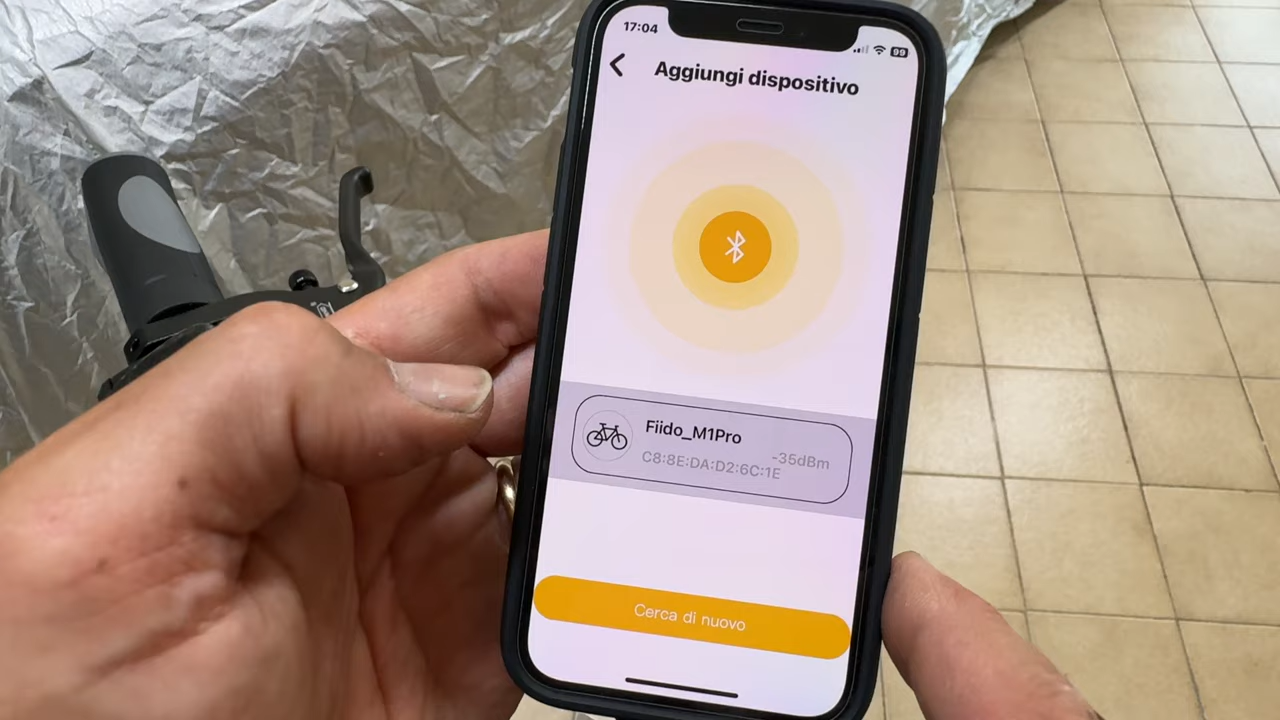 17:04
99
Aggiungi dispositivo
Fiido_M1Pro
-35dBm
C8:8E:DA:D2:6C:1E
Cerca di nuovo